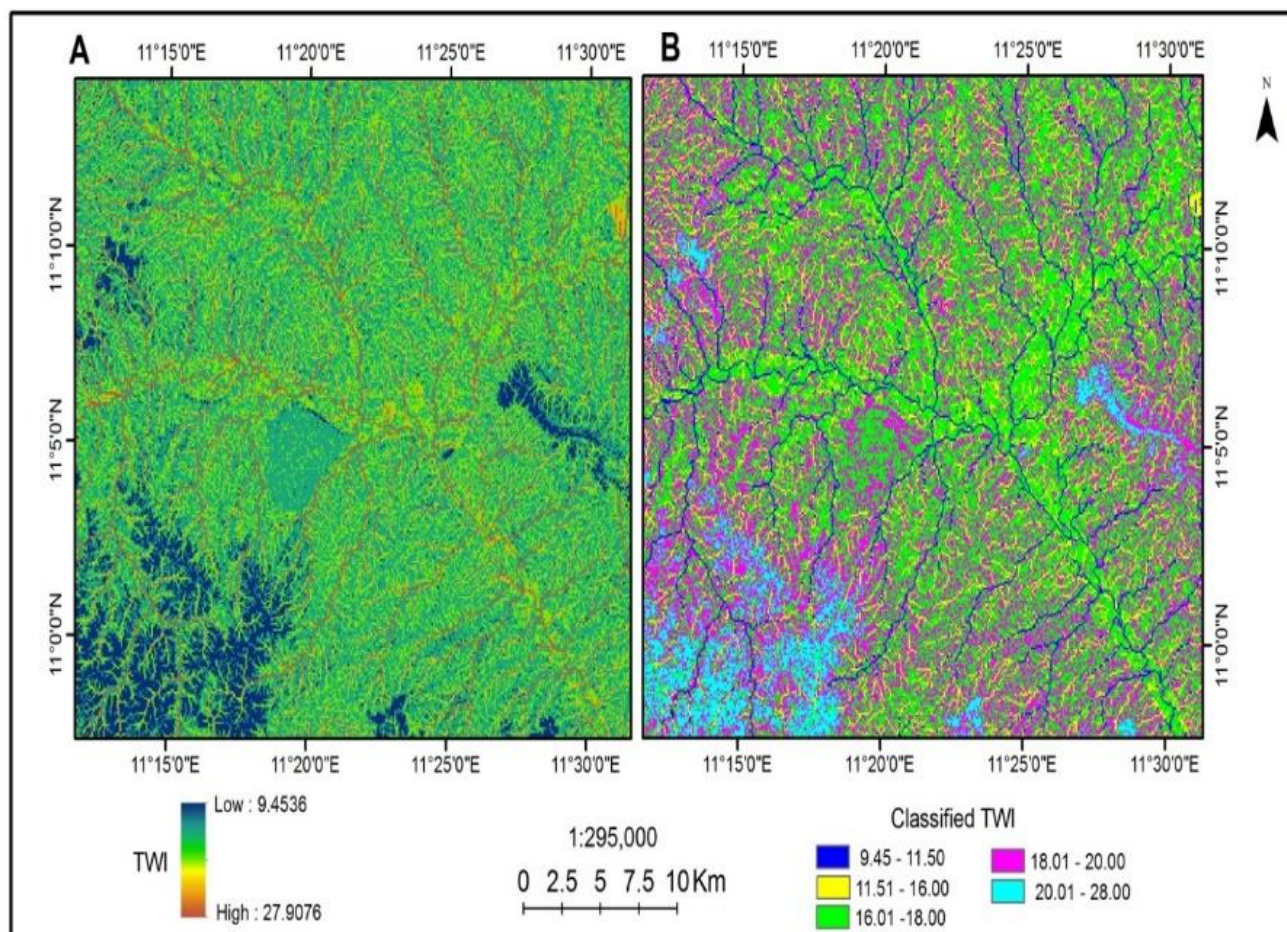 A
B
11°15'0"E 11°20'0"E 11°25'0"E 11°30'0"E
11°15'0"E 11°20'0"E 11°25'0"E 11°30'0"E
N
11°10'0"N
11°5'0"N
11°0'0"N
11°10'0"N
11°5'0"N
11°0'0"N
11°15'0"E 11°20'0"E 11°25'0"E 11°30'0"E
11°15'0"E 11°20'0"E 11°25'0"E 11°30'0"E
TWI
Low : 9.4536
High : 27.9076
1:295,000
0 2.5 5 7.5 10 Km
Classified TWI
9.45 - 11.50
11.51 - 16.00
16.01 -18.00
18.01 - 20.00
20.01 - 28.00